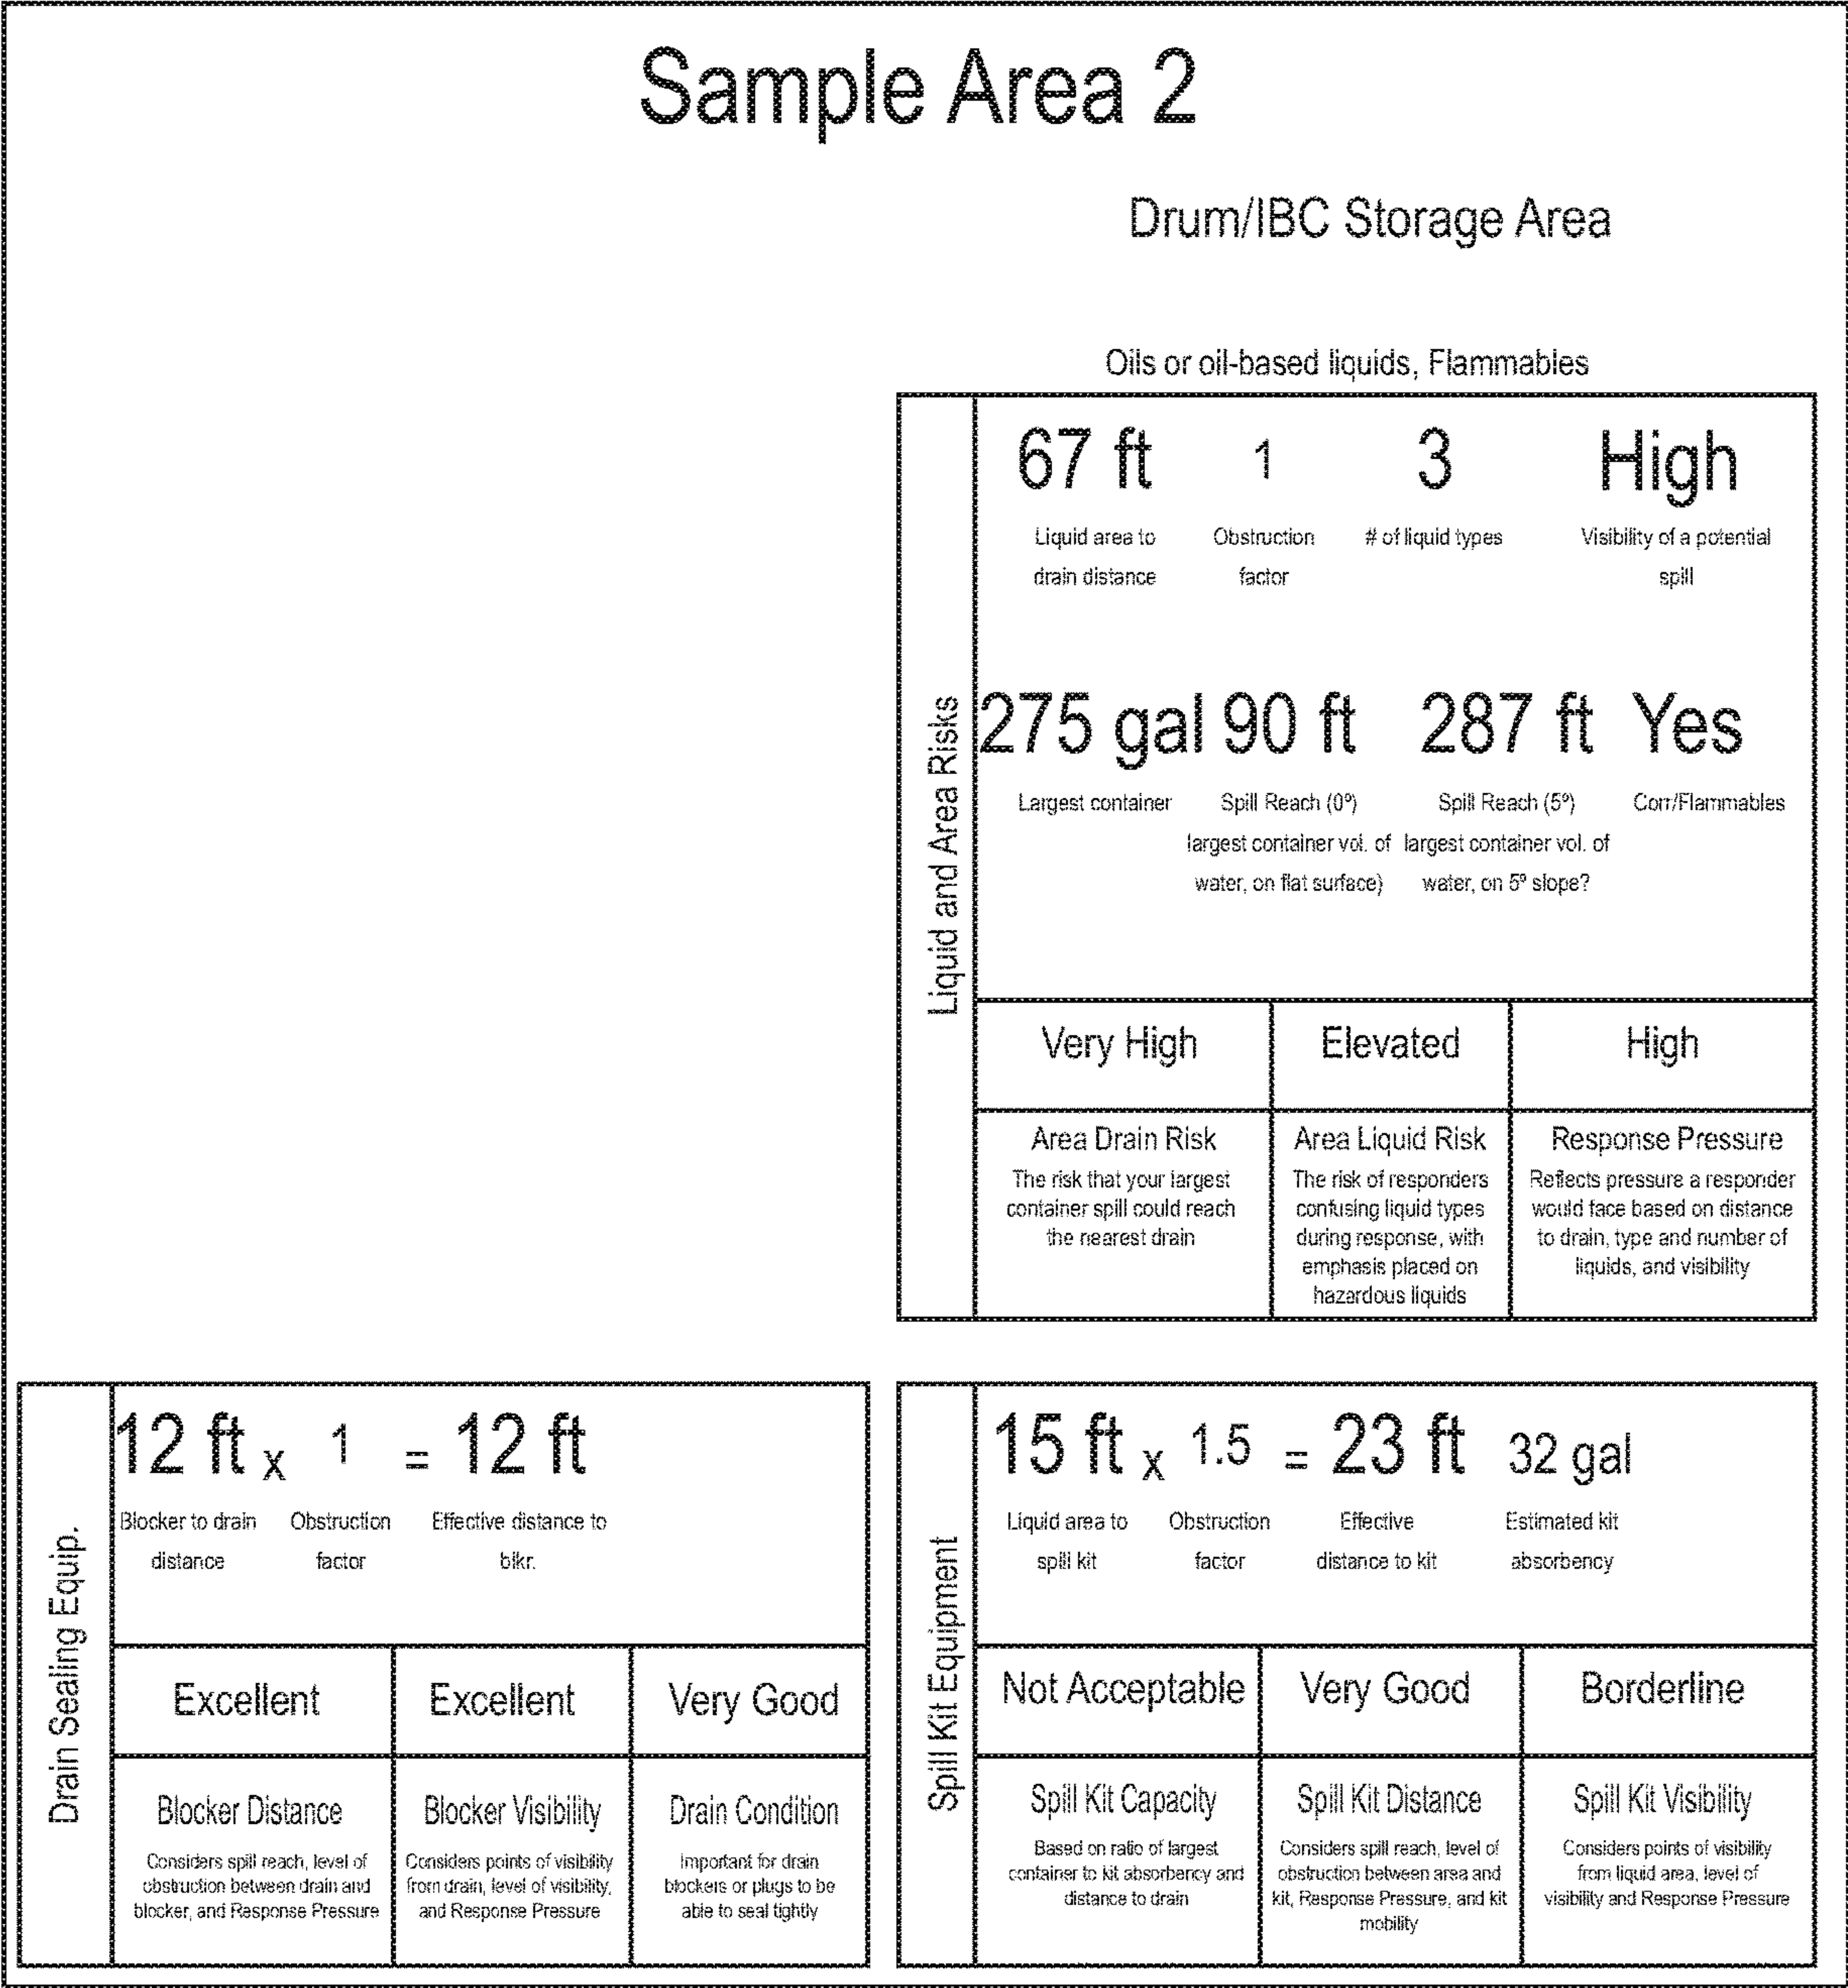 Sample Area 2
Drum/IBC Storage Area
Oils or oil-based liquids, Flammables
Liquid and Area Risks
67 ft 1 3 High
Liquid area to Obstruction # of liquid types Visibility of a potential
drain distance factor spill
275 gal 90 ft 287 ft Yes
Largest container Spill Reach (0º) Spill Reach (5º) Corr/Flammables
largest container vol. of largest container vol. of
water, on flat surface) water, on 5º slope?
Very High Elevated High
Area Drain Risk
The risk that your largest
container spill could reach
the nearest drain
Area Liquid Risk
The risk of responders
confusing liquid types
during response, with
emphasis placed on
hazardous liquids
Response Pressure
Reflects pressure a responder
would face based on distance
to drain, type and number of
liquids, and visibility
Drain Sealing Equip.
12 ft x 1 = 12 ft
Blocker to drain Obstruction Effective distance to
distance factor blkr.
Excellent Excellent Very Good
Blocker Distance
Considers spill reach, level of
obstruction between drain and
blocker, and Response Pressure
Blocker Visibility
Considers points of visibility
from drain, level of visibility,
and Response Pressure
Drain Condition
Important for drain
blockers or plugs to be
able to seal tightly
Spill Kit Equipment
15 ft x 1.5 = 23 ft 32 gal
Liquid area to Obstruction Effective Estimated kit
spill kit factor distance to kit absorbency
Not Acceptable Very Good Borderline
Spill Kit Capacity
Based on ratio of largest
container to kit absorbency and
distance to drain
Spill Kit Distance
Considers spill reach, level of
obstruction between area and
kit, Response Pressure, and kit
mobility
Spill Kit Visibility
Considers points of visibility
from liquid area, level of
visibility and Response Pressure